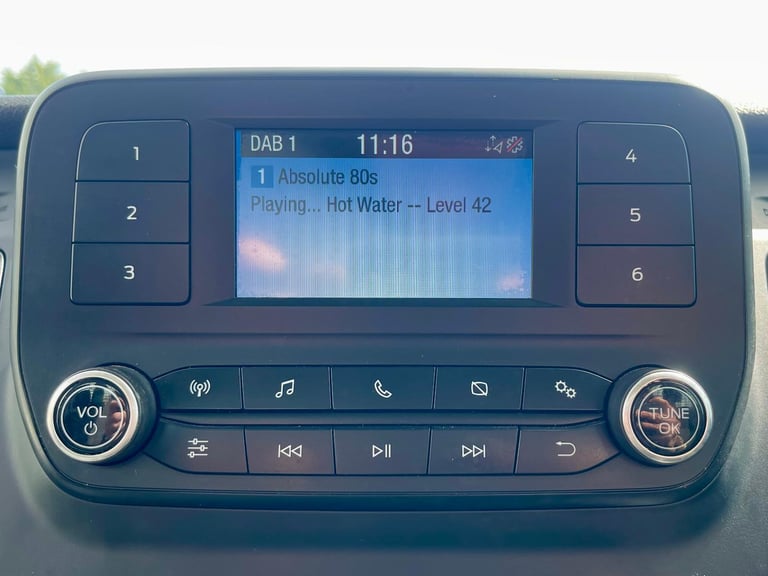 DAB 1 11:16
1 Absolute 80s
Playing... Hot Water -- Level 42
1
2
3
4
5
6
VOL
TUNE
OK